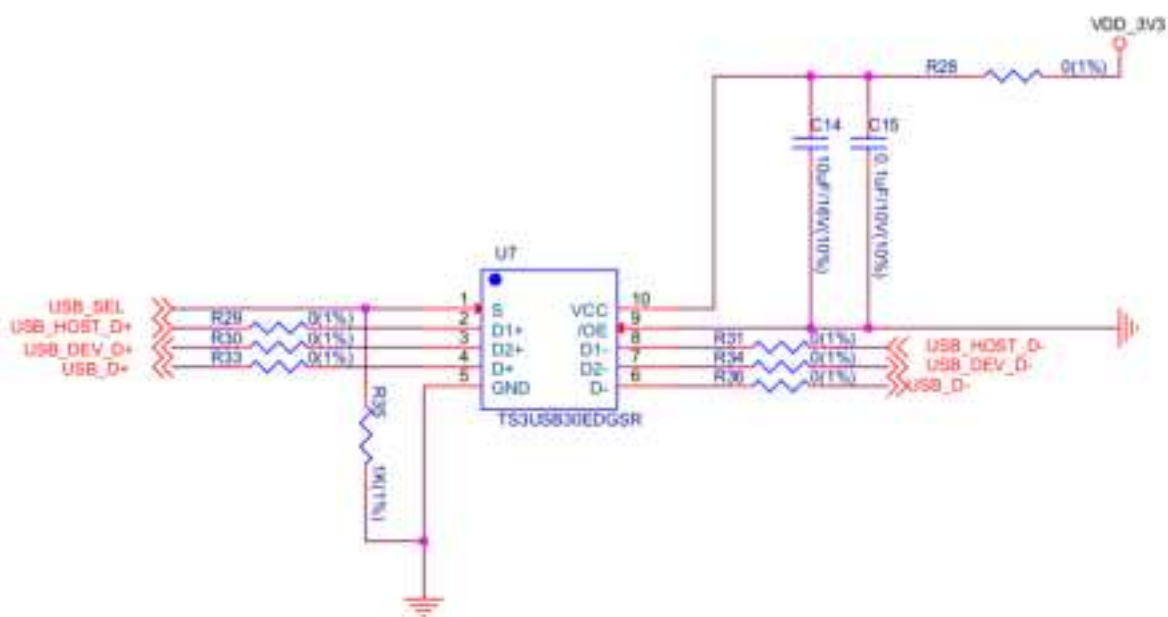 VDD_3V3
R28 0(1%)
C14 C15
10uF/16V(10%) 0.1uF/10V(10%)
U7
USB_SEL 1 S VCC 10
USB_HOST_D+ R29 0(1%) 2 D1+ /OE 9
USB_DEV_D+ R30 0(1%) 3 D2+ D1- 8 R31 0(1%) USB_HOST_D-
USB_D+ R33 0(1%) 4 D+ D2- 7 R34 0(1%) USB_DEV_D-
5 GND D- 6 R36 0(1%) USB_D-
TS3USB30EDGSR
R35
1K(1%)